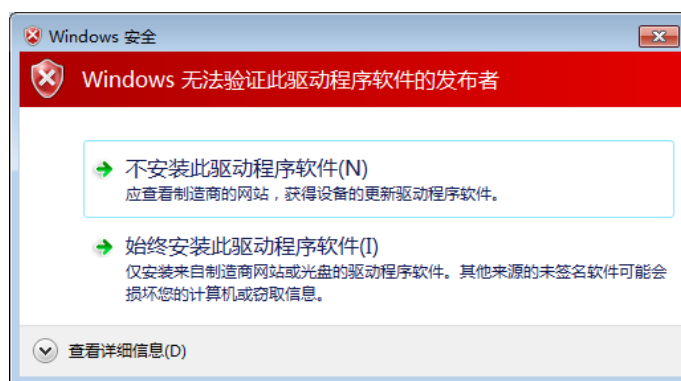 Windows 安全
Windows 无法验证此驱动程序软件的发布者
不安装此驱动程序软件(N)
应查看制造商的网站，获得设备的更新驱动程序软件。
始终安装此驱动程序软件(I)
仅安装来自制造商网站或光盘的驱动程序软件。其他来源的未签名软件可能会
损坏您的计算机或窃取信息。
查看详细信息(D)